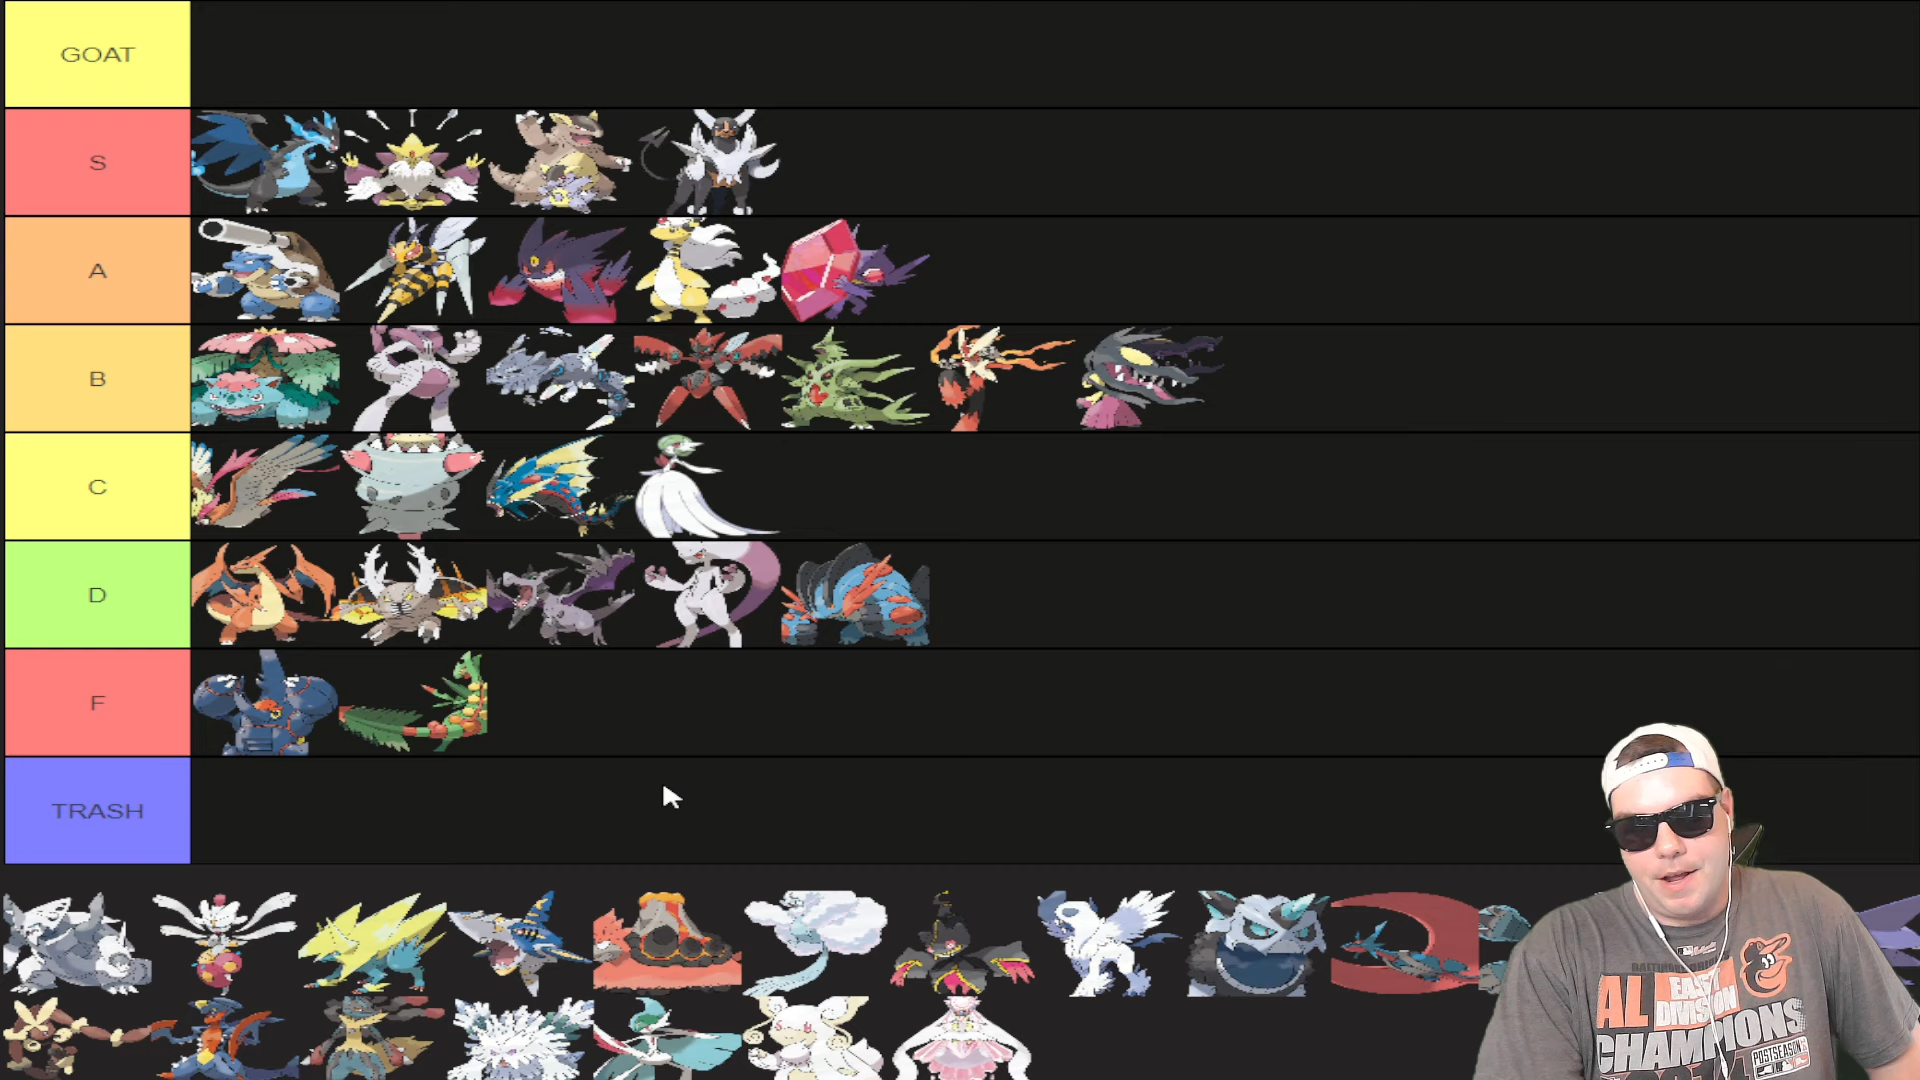 GOAT
S
A
B
C
D
F
TRASH
AL
EAST
DIVISION
CHAMPIONS
POSTSEASON